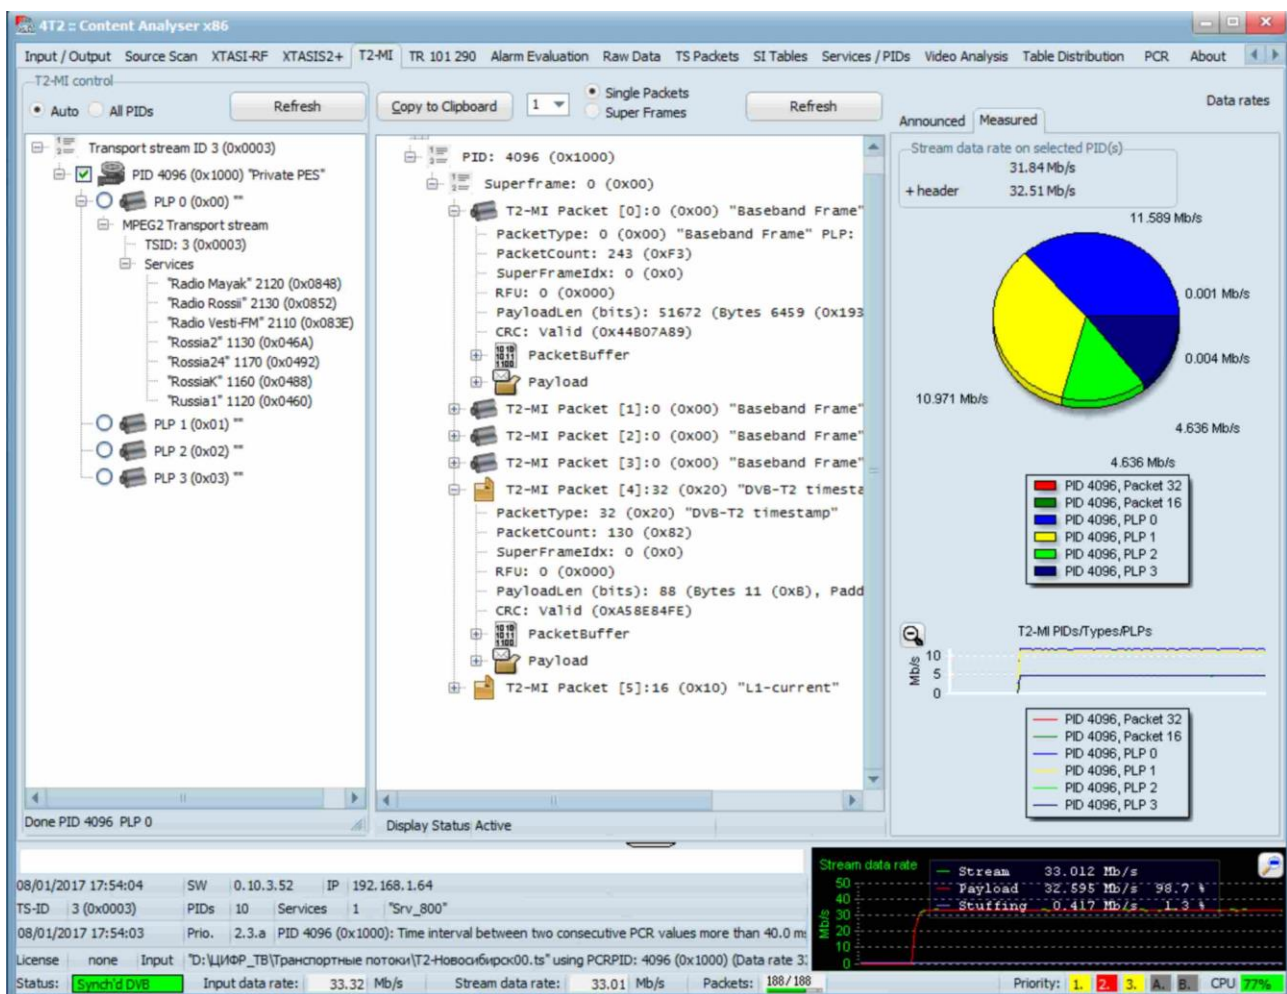 4T2 :: Content Analyser x86
Input / Output Source Scan XTASI-RF XTASIS2+ T2-MI TR 101 290 Alarm Evaluation Raw Data TS Packets SI Tables Services / PIDs Video Analysis Table Distribution PCR About
T2-MI control
Auto All PIDs Refresh
Transport stream ID 3 (0x0003)
PID 4096 (0x1000) "Private PES"
PLP 0 (0x00) ""
MPEG2 Transport stream
TSID: 3 (0x0003)
Services
"Radio Mayak" 2120 (0x0848)
"Radio Rossii" 2130 (0x0852)
"Radio Vesti-FM" 2110 (0x083E)
"Rossia2" 1130 (0x046A)
"Rossia24" 1170 (0x0492)
"RossiaK" 1160 (0x0488)
"Russia1" 1120 (0x0460)
PLP 1 (0x01) ""
PLP 2 (0x02) ""
PLP 3 (0x03) ""
Done PID 4096 PLP 0
Copy to Clipboard 1 Single Packets
Super Frames
Refresh
PID: 4096 (0x1000)
Superframe: 0 (0x00)
T2-MI Packet [0]:0 (0x00) "Baseband Frame"
PacketType: 0 (0x00) "Baseband Frame" PLP:
PacketCount: 243 (0xF3)
SuperFrameIdx: 0 (0x0)
RFU: 0 (0x000)
PayloadLen (bits): 51672 (Bytes 6459 (0x193
CRC: Valid (0x44B07A89)
PacketBuffer
Payload
T2-MI Packet [1]:0 (0x00) "Baseband Frame"
T2-MI Packet [2]:0 (0x00) "Baseband Frame"
T2-MI Packet [3]:0 (0x00) "Baseband Frame"
T2-MI Packet [4]:32 (0x20) "DVB-T2 timesta
PacketType: 32 (0x20) "DVB-T2 timestamp"
PacketCount: 130 (0x82)
SuperFrameIdx: 0 (0x0)
RFU: 0 (0x000)
PayloadLen (bits): 88 (Bytes 11 (0xB), Padd
CRC: Valid (0xA58E84FE)
PacketBuffer
Payload
T2-MI Packet [5]:16 (0x10) "L1-current"
Display Status Active
Data rates
Announced Measured
Stream data rate on selected PID(s)
31.84 Mb/s
+ header 32.51 Mb/s
11.589 Mb/s
0.001 Mb/s
0.004 Mb/s
10.971 Mb/s
4.636 Mb/s
4.636 Mb/s
PID 4096, Packet 32
PID 4096, Packet 16
PID 4096, PLP 0
PID 4096, PLP 1
PID 4096, PLP 2
PID 4096, PLP 3
T2-MI PIDs/Types/PLPs
Mb/s
10
5
0
PID 4096, Packet 32
PID 4096, Packet 16
PID 4096, PLP 0
PID 4096, PLP 1
PID 4096, PLP 2
PID 4096, PLP 3
08/01/2017 17:54:04 SW 0.10.3.52 IP 192.168.1.64
TS-ID 3 (0x0003) PIDs 10 Services 1 "Srv_800"
08/01/2017 17:54:03 Prio. 2.3.a PID 4096 (0x1000): Time interval between two consecutive PCR values more than 40.0 ms
License none Input "D:\ЦИФР_ТВ\Транспортные потоки\T2-Новосибирск00.ts" using PCRPID: 4096 (0x1000) (Data rate 3
Stream data rate
Mb/s
50
40
30
20
10
0
Stream 33.012 Mb/s
Payload 32.595 Mb/s 98.7 %
Stuffing 0.417 Mb/s 1.3 %
Status: Synch'd DVB Input data rate: 33.32 Mb/s Stream data rate: 33.01 Mb/s Packets: 188/188 Priority: 1. 2. 3. A. B. CPU 77%